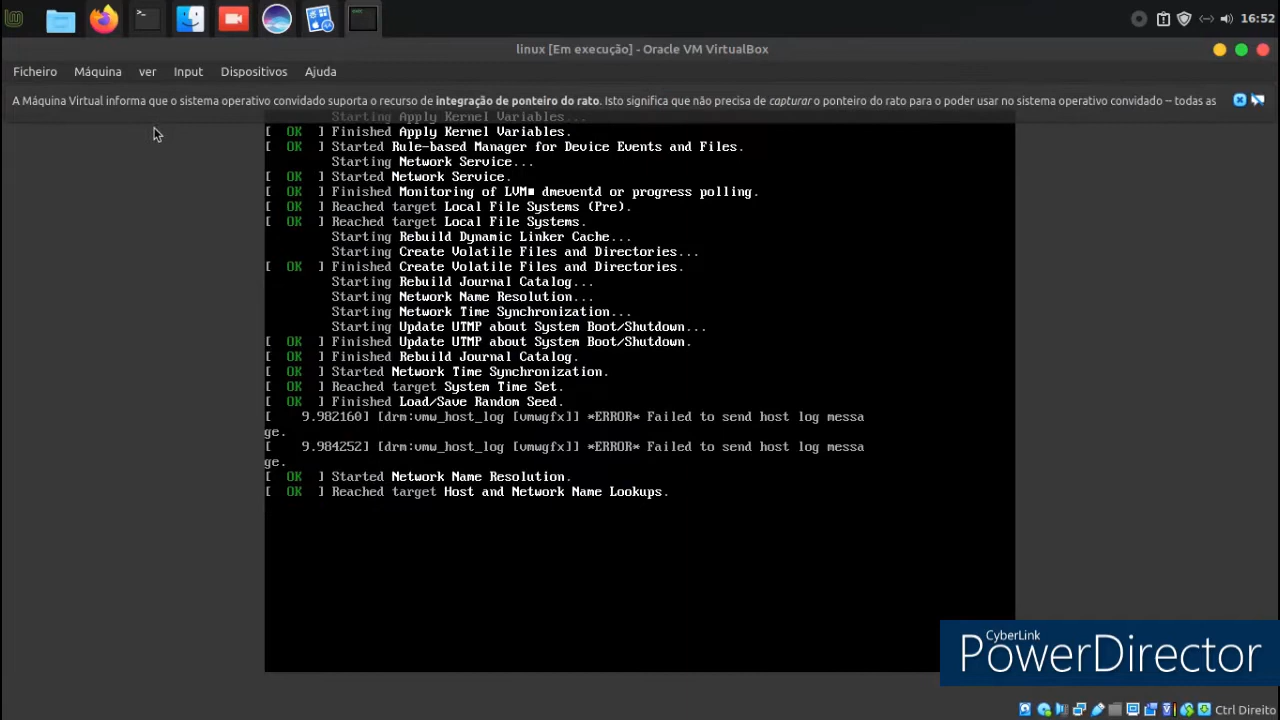 16:52
linux [Em execução] - Oracle VM VirtualBox
Ficheiro Máquina ver Input Dispositivos Ajuda
A Máquina Virtual informa que o sistema operativo convidado suporta o recurso de integração de ponteiro do rato. Isto significa que não precisa de capturar o ponteiro do rato para o poder usar no sistema operativo convidado – todas as
Starting Apply Kernel Variables...
[ OK ] Finished Apply Kernel Variables.
[ OK ] Started Rule-based Manager for Device Events and Files.
Starting Network Service...
[ OK ] Started Network Service.
[ OK ] Finished Monitoring of LVM■ dmeventd or progress polling.
[ OK ] Reached target Local File Systems (Pre).
[ OK ] Reached target Local File Systems.
Starting Rebuild Dynamic Linker Cache...
Starting Create Volatile Files and Directories...
[ OK ] Finished Create Volatile Files and Directories.
Starting Rebuild Journal Catalog...
Starting Network Name Resolution...
Starting Network Time Synchronization...
Starting Update UTMP about System Boot/Shutdown...
[ OK ] Finished Update UTMP about System Boot/Shutdown.
[ OK ] Finished Rebuild Journal Catalog.
[ OK ] Started Network Time Synchronization.
[ OK ] Reached target System Time Set.
[ OK ] Finished Load/Save Random Seed.
[ 9.982160] [drm:vmw_host_log [vmwgfx]] *ERROR* Failed to send host log messa
ge.
[ 9.984252] [drm:vmw_host_log [vmwgfx]] *ERROR* Failed to send host log messa
ge.
[ OK ] Started Network Name Resolution.
[ OK ] Reached target Host and Network Name Lookups.
CyberLink
PowerDirector
Ctrl Direito